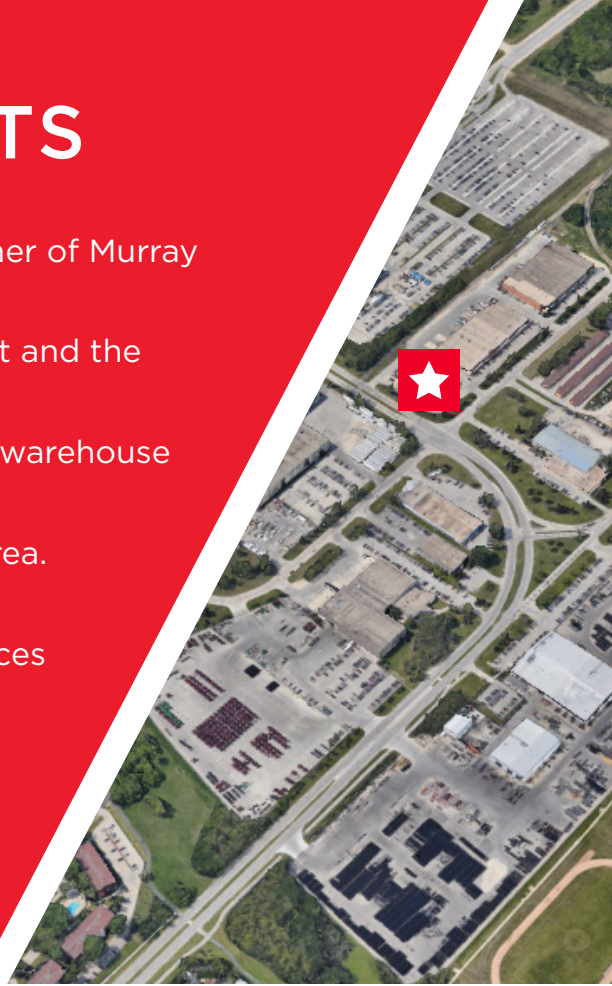 TS
ner of Murray
t and the
warehouse
rea.
ces